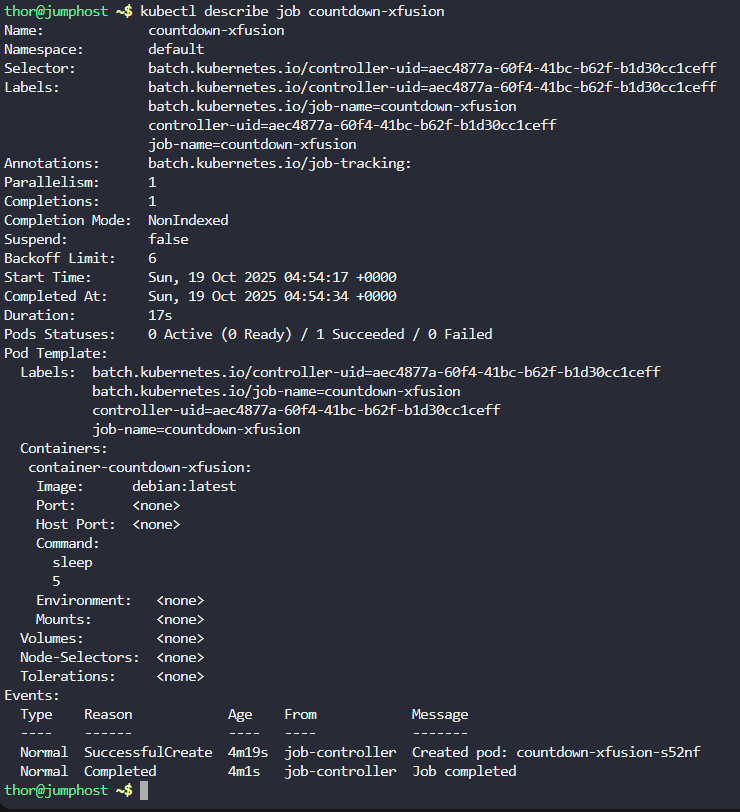 thor@jumphost ~$ kubectl describe job countdown-xfusion
Name:             countdown-xfusion
Namespace:        default
Selector:         batch.kubernetes.io/controller-uid=aec4877a-60f4-41bc-b62f-b1d30cc1ceff
Labels:           batch.kubernetes.io/controller-uid=aec4877a-60f4-41bc-b62f-b1d30cc1ceff
                  batch.kubernetes.io/job-name=countdown-xfusion
                  controller-uid=aec4877a-60f4-41bc-b62f-b1d30cc1ceff
                  job-name=countdown-xfusion
Annotations:      batch.kubernetes.io/job-tracking:
Parallelism:      1
Completions:      1
Completion Mode:  NonIndexed
Suspend:          false
Backoff Limit:    6
Start Time:       Sun, 19 Oct 2025 04:54:17 +0000
Completed At:     Sun, 19 Oct 2025 04:54:34 +0000
Duration:         17s
Pods Statuses:    0 Active (0 Ready) / 1 Succeeded / 0 Failed
Pod Template:
  Labels:  batch.kubernetes.io/controller-uid=aec4877a-60f4-41bc-b62f-b1d30cc1ceff
           batch.kubernetes.io/job-name=countdown-xfusion
           controller-uid=aec4877a-60f4-41bc-b62f-b1d30cc1ceff
           job-name=countdown-xfusion
  Containers:
   container-countdown-xfusion:
    Image:      debian:latest
    Port:       <none>
    Host Port:  <none>
    Command:
      sleep
      5
    Environment:   <none>
    Mounts:        <none>
  Volumes:         <none>
  Node-Selectors:  <none>
  Tolerations:     <none>
Events:
  Type    Reason            Age    From            Message
  ----    ------            ----   ----            -------
  Normal  SuccessfulCreate  4m19s  job-controller  Created pod: countdown-xfusion-s52nf
  Normal  Completed         4m1s   job-controller  Job completed
thor@jumphost ~$